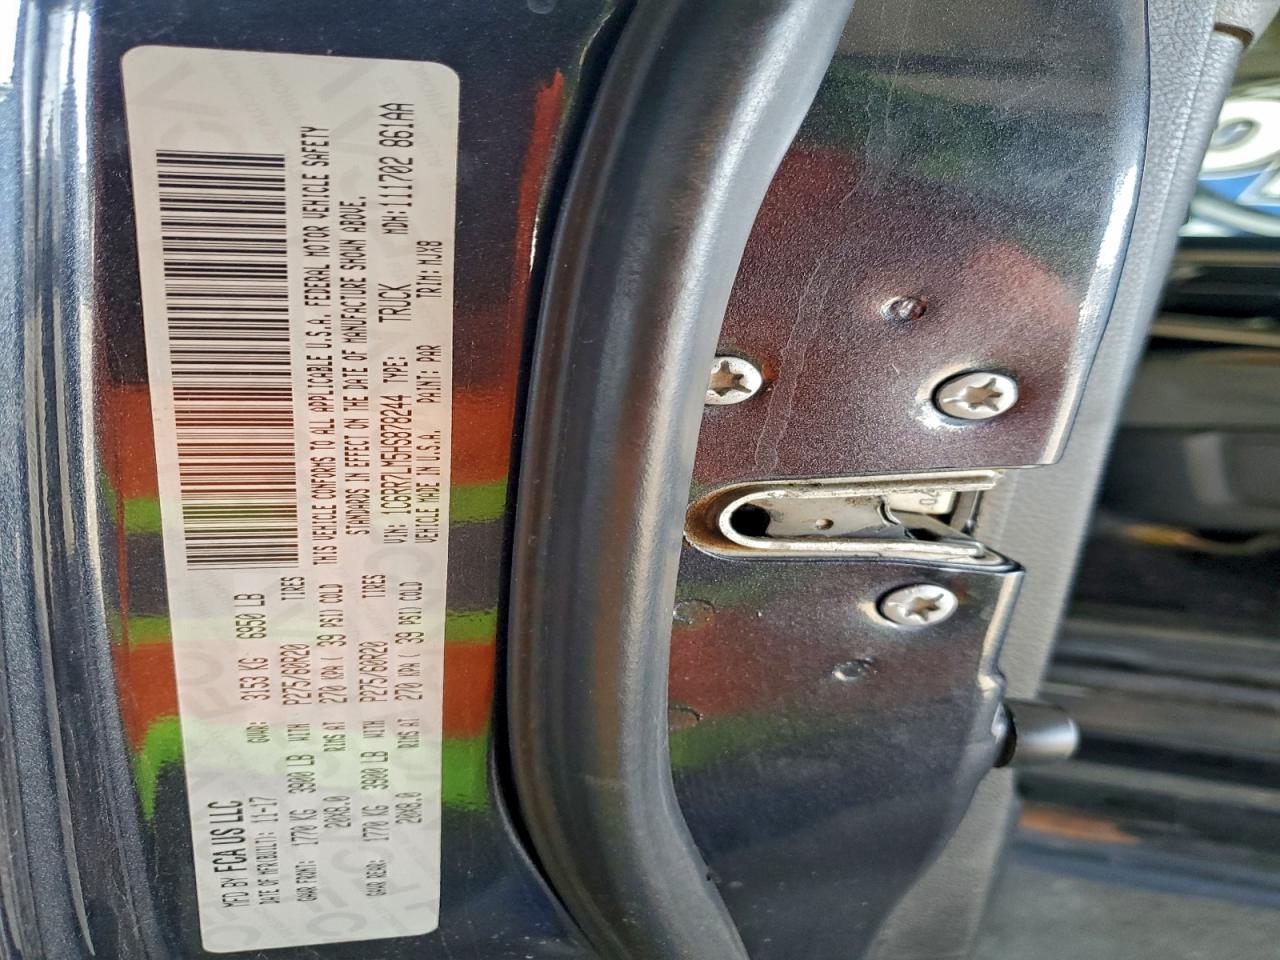 MFD BY FCA US LLC
DATE OF MFR(BUILT): 11-17 GVWR: 3153 KG 6950 LB
GAWR FRONT: 1770 KG 3900 LB WITH P275/60R20 TIRES
20X8.0 RIMS AT 270 KPA ( 39 PSI) COLD
GAWR REAR: 1770 KG 3900 LB WITH P275/60R20 TIRES
20X8.0 RIMS AT 270 KPA ( 39 PSI) COLD
THIS VEHICLE CONFORMS TO ALL APPLICABLE U.S.A. FEDERAL MOTOR VEHICLE SAFETY
STANDARDS IN EFFECT ON THE DATE OF MANUFACTURE SHOWN ABOVE.
VIN: 1C6RR7LM5HS878244 TYPE: TRUCK MDH:111702 861AA
VEHICLE MADE IN U.S.A. PAINT: PAR TRIM: MJX8